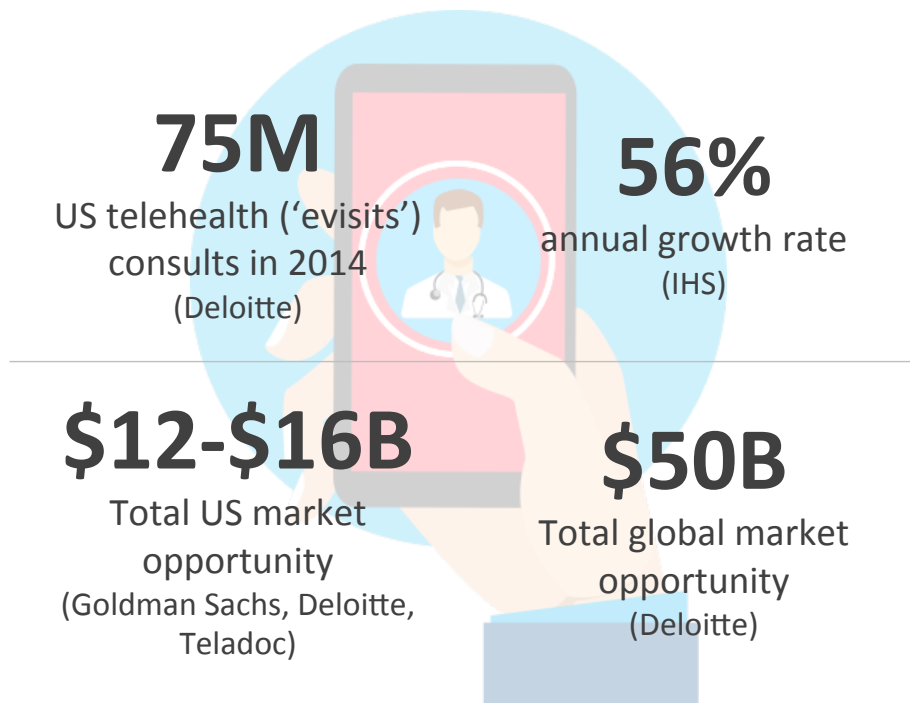 75M
US telehealth (‘evisits’)
consults in 2014
(Deloitte)
56%
annual growth rate
(IHS)
$12-$16B
Total US market
opportunity
(Goldman Sachs, Deloitte,
Teladoc)
$50B
Total global market
opportunity
(Deloitte)